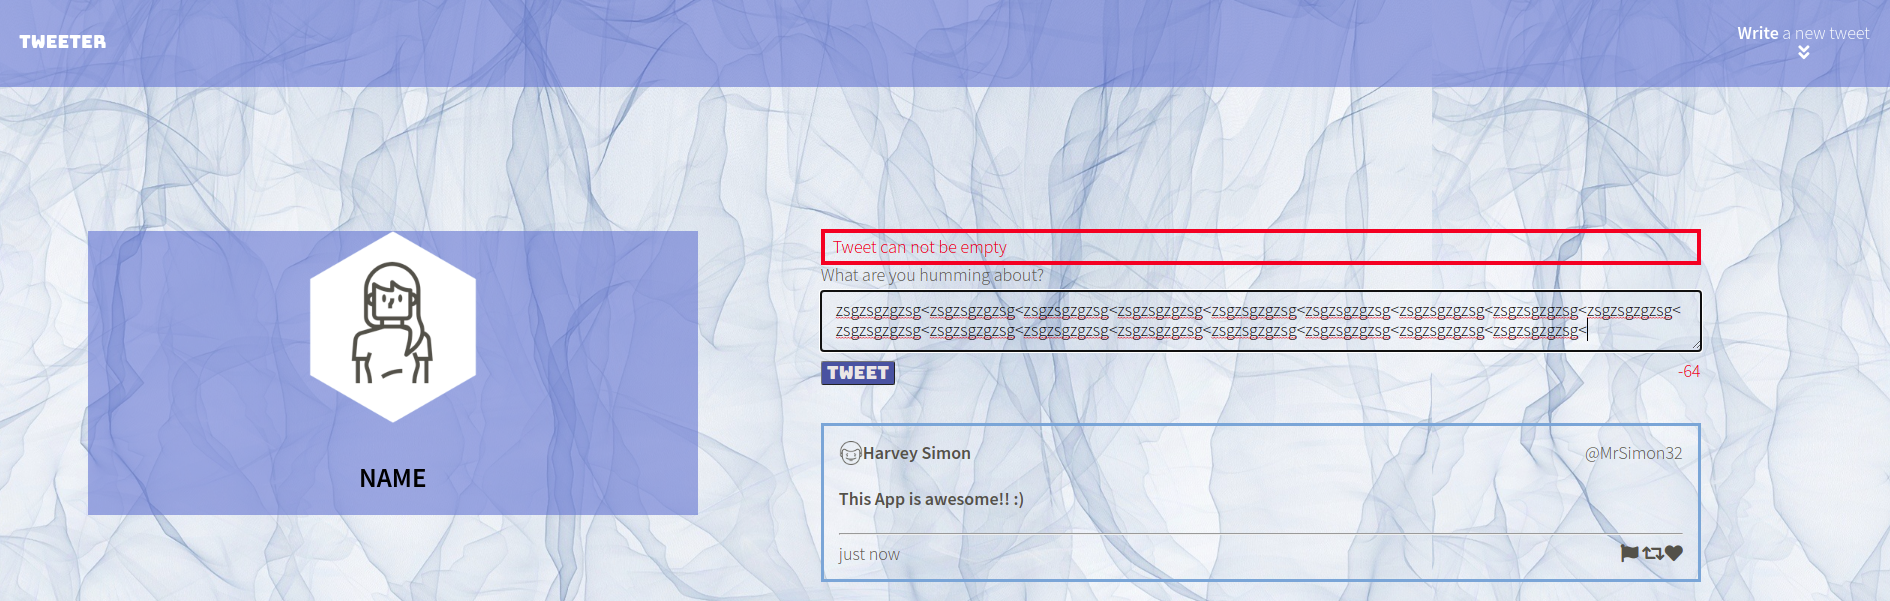 TWEETER
Write a new tweet
Tweet can not be empty
What are you humming about?
zsgzsgzgzsg<zsgzsgzgzsg<zsgzsgzgzsg<zsgzsgzgzsg<zsgzsgzgzsg<zsgzsgzgzsg<zsgzsgzgzsg<zsgzsgzgzsg<zsgzsgzgzsg<
zsgzsgzgzsg<zsgzsgzgzsg<zsgzsgzgzsg<zsgzsgzgzsg<zsgzsgzgzsg<zsgzsgzgzsg<zsgzsgzgzsg<zsgzsgzgzsg<
TWEET
-64
NAME
Harvey Simon
@MrSimon32
This App is awesome!! :)
just now